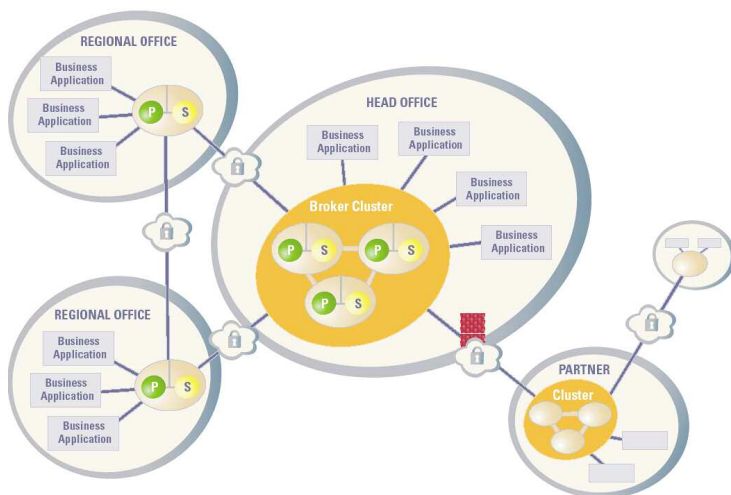 REGIONAL OFFICE
Business
Application
Business
Application
Business
Application
P
S
HEAD OFFICE
Business
Application
Business
Application
Business
Application
Business
Application
Broker Cluster
P
S
P
S
P
S
REGIONAL OFFICE
Business
Application
Business
Application
Business
Application
P
S
PARTNER
Cluster